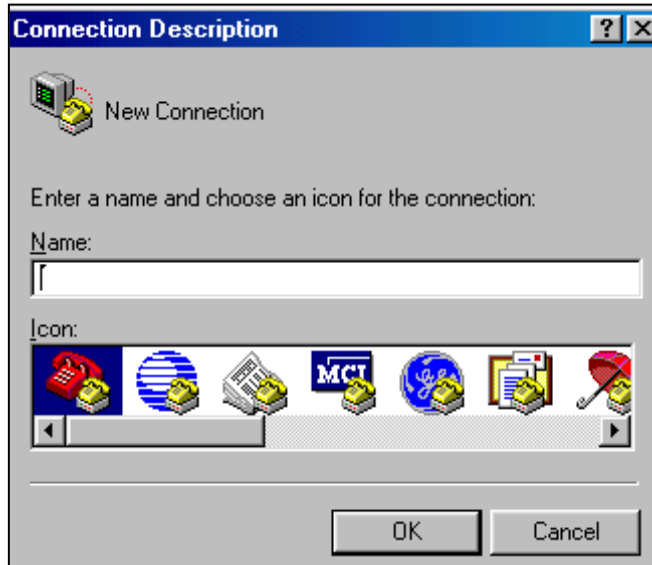 Connection Description
New Connection
Enter a name and choose an icon for the connection:
Name:
Icon:
MCI
OK Cancel